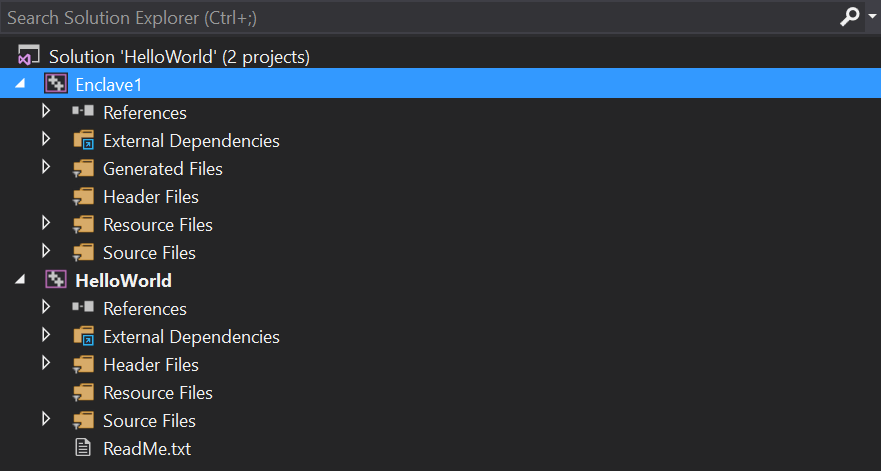 Search Solution Explorer (Ctrl+;)
Solution 'HelloWorld' (2 projects)
Enclave1
References
External Dependencies
Generated Files
Header Files
Resource Files
Source Files
HelloWorld
References
External Dependencies
Header Files
Resource Files
Source Files
ReadMe.txt